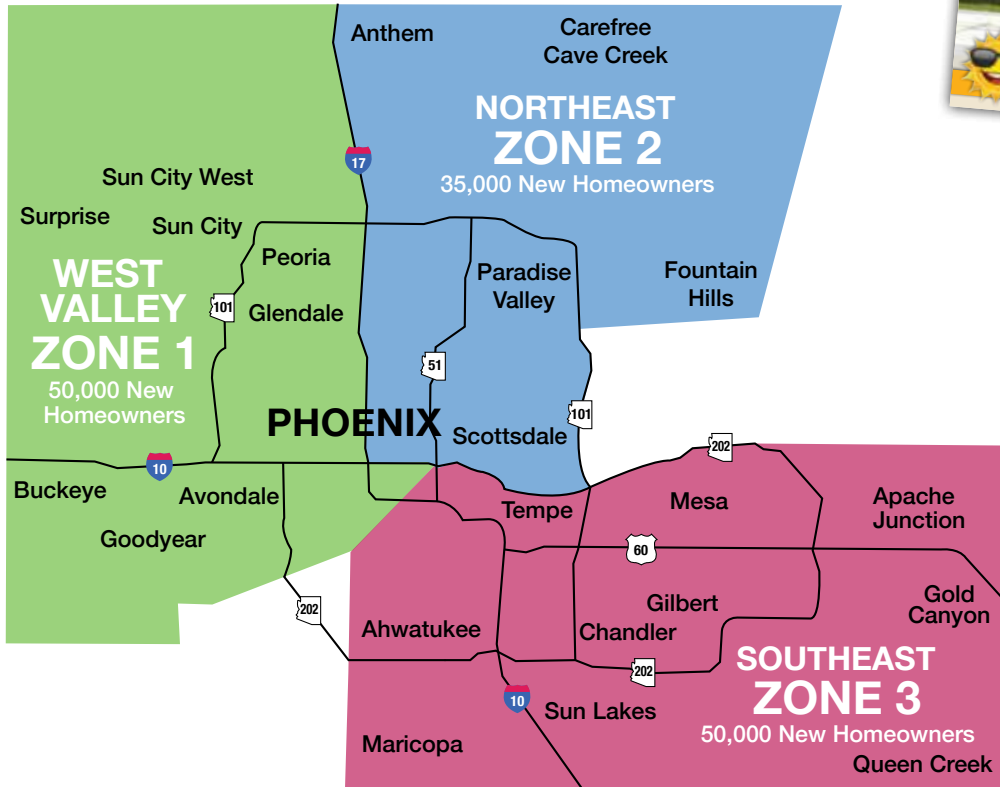 Anthem
Carefree
Cave Creek
NORTHEAST
ZONE 2
35,000 New Homeowners
17
Sun City West
Surprise
Sun City
Peoria
Glendale
101
WEST
VALLEY
ZONE 1
50,000 New
Homeowners
Paradise
Valley
Fountain
Hills
51
101
PHOENIX
Scottsdale
202
10
Buckeye
Avondale
Goodyear
Tempe
Mesa
Apache
Junction
60
202
Ahwatukee
Gilbert
Chandler
Gold
Canyon
202
SOUTHEAST
ZONE 3
50,000 New Homeowners
10
Sun Lakes
Maricopa
Queen Creek